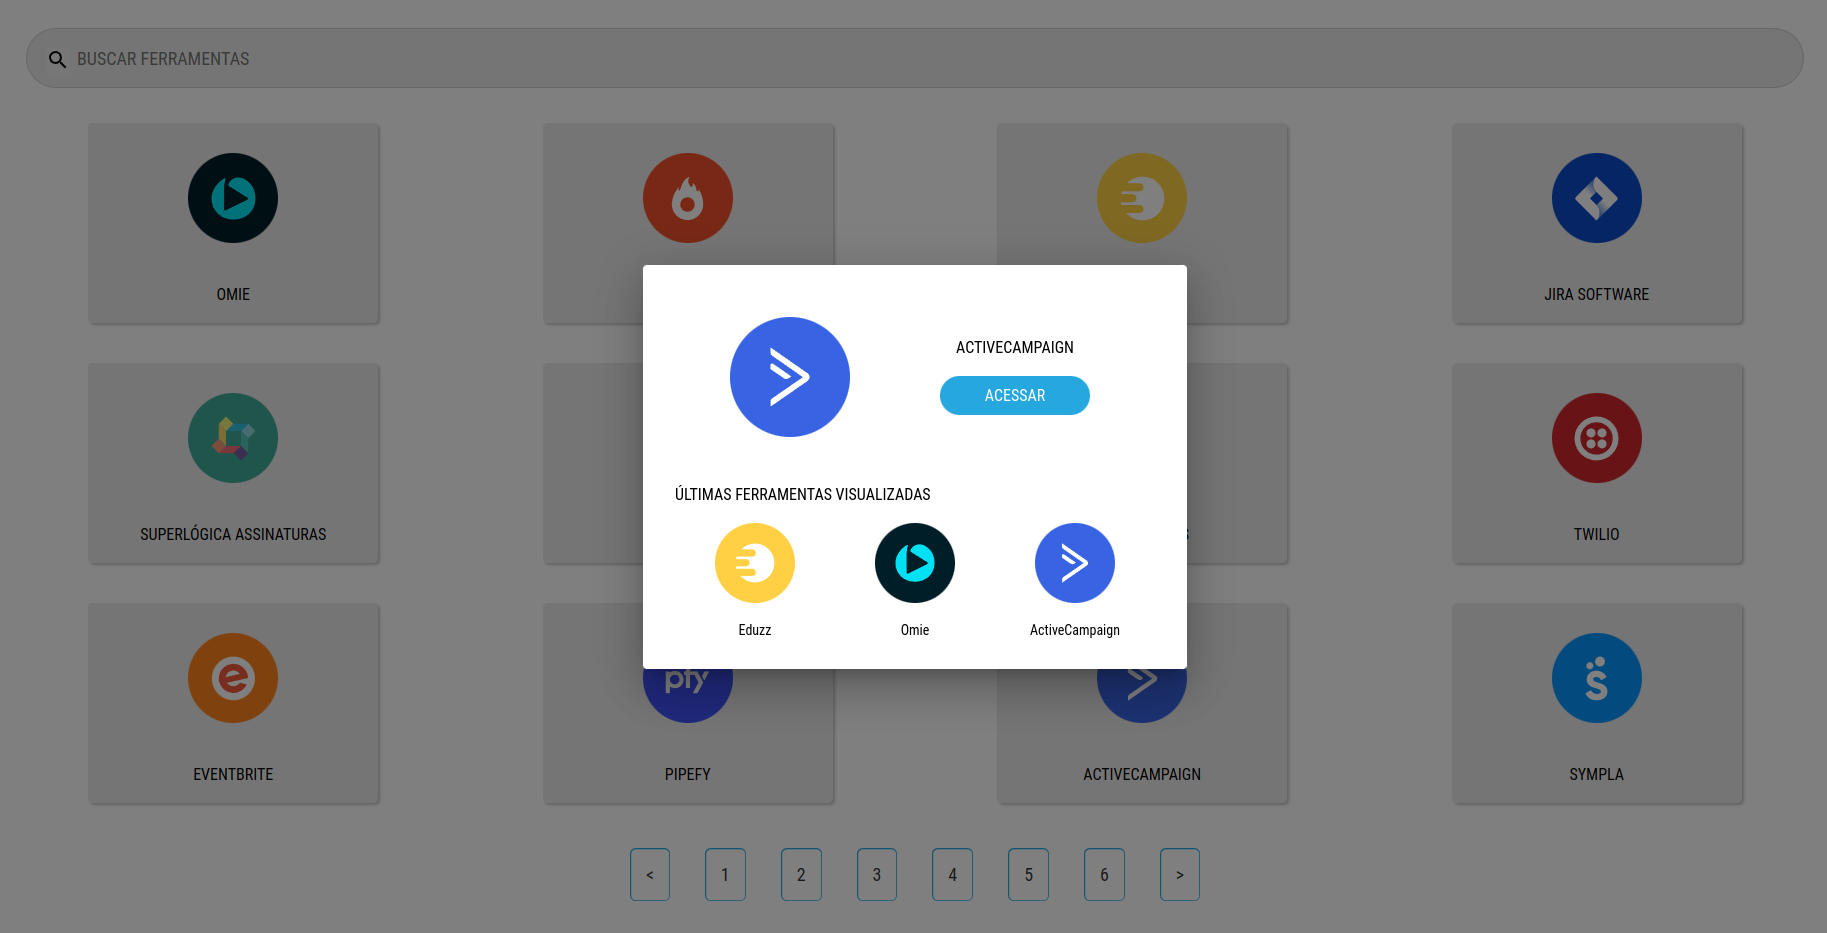 BUSCAR FERRAMENTAS
OMIE
JIRA SOFTWARE
ACTIVECAMPAIGN
ACESSAR
ÚLTIMAS FERRAMENTAS VISUALIZADAS
Eduzz
Omie
ActiveCampaign
SUPERLÓGICA ASSINATURAS
TWILIO
pfy
EVENTBRITE
PIPEFY
ACTIVECAMPAIGN
SYMPLA
< 1 2 3 4 5 6 >